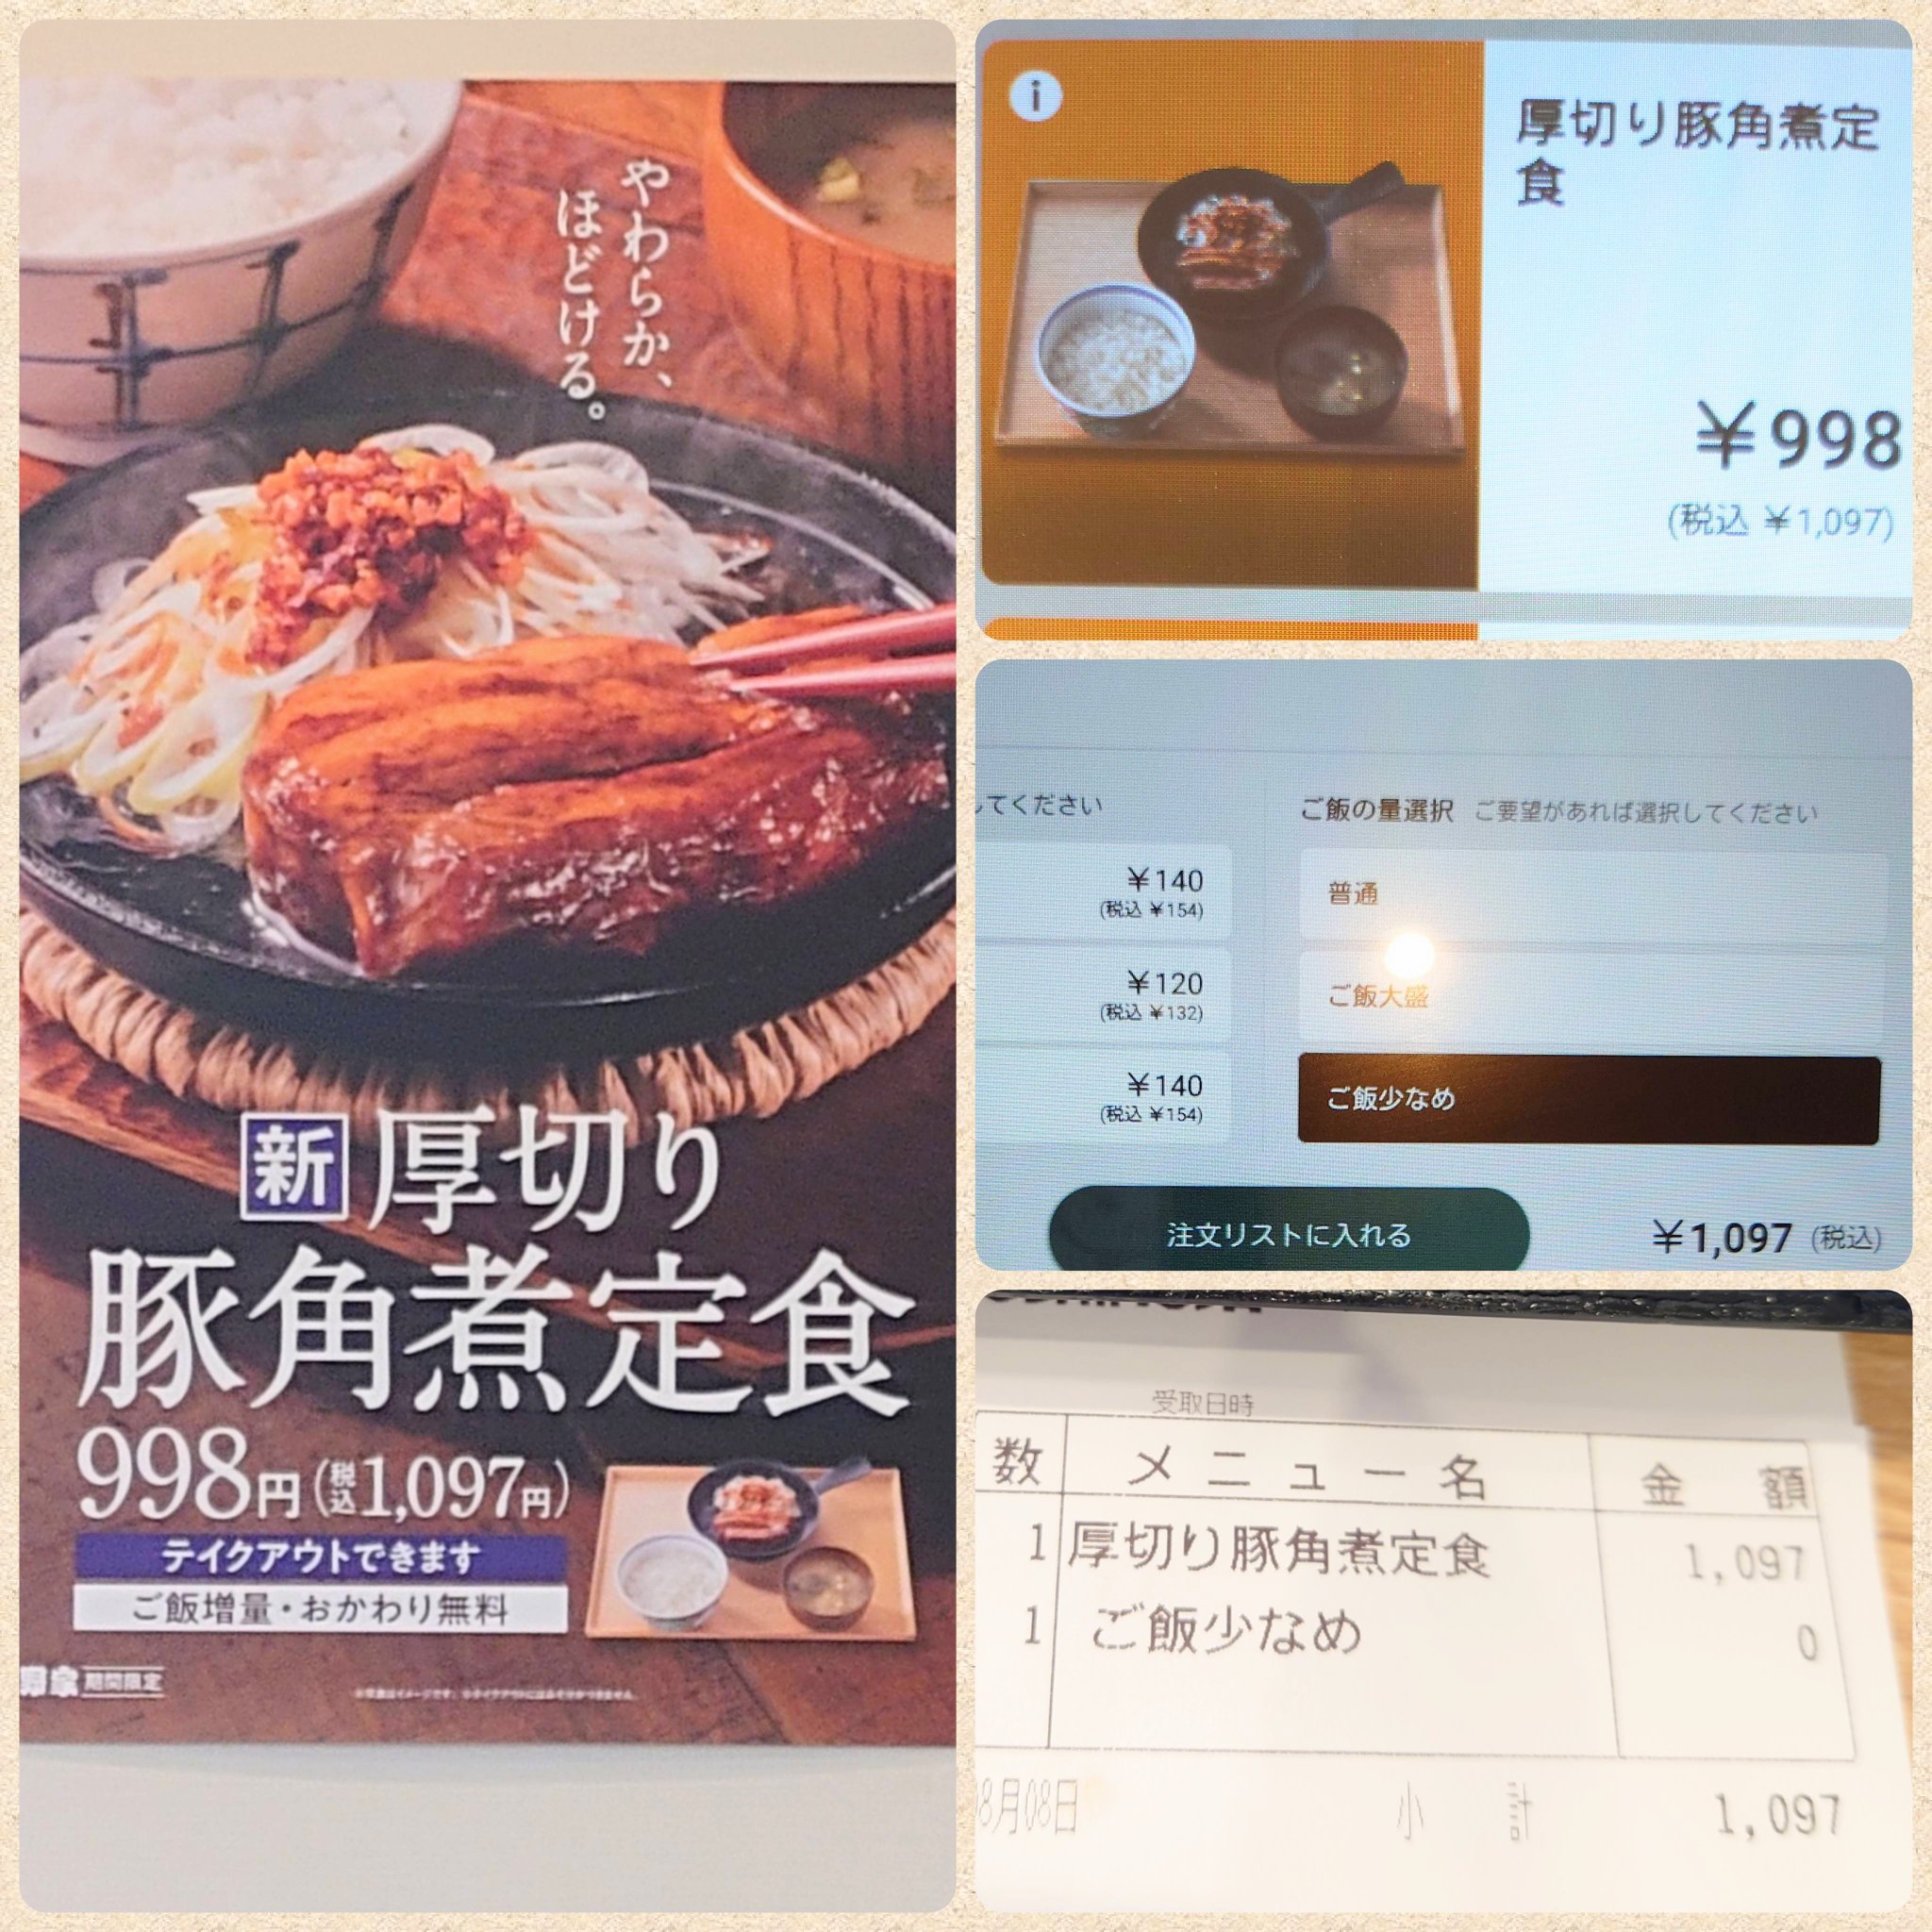 やわらか、
ほどける。
新 厚切り
豚角煮定食
998円(税込1,097円)
テイクアウトできます
ご飯増量・おかわり無料
期間限定
i
厚切り豚角煮定
食
￥998
(税込 ￥1,097)
してください
￥140
(税込 ￥154)
￥120
(税込 ￥132)
￥140
(税込 ￥154)
ご飯の量選択 ご要望があれば選択してください
普通
ご飯大盛
ご飯少なめ
注文リストに入れる
￥1,097 (税込)
受取日時
数 メニュー名 金 額
1 厚切り豚角煮定食 1,097
1 ご飯少なめ 0
8月08日 小 計 1,097